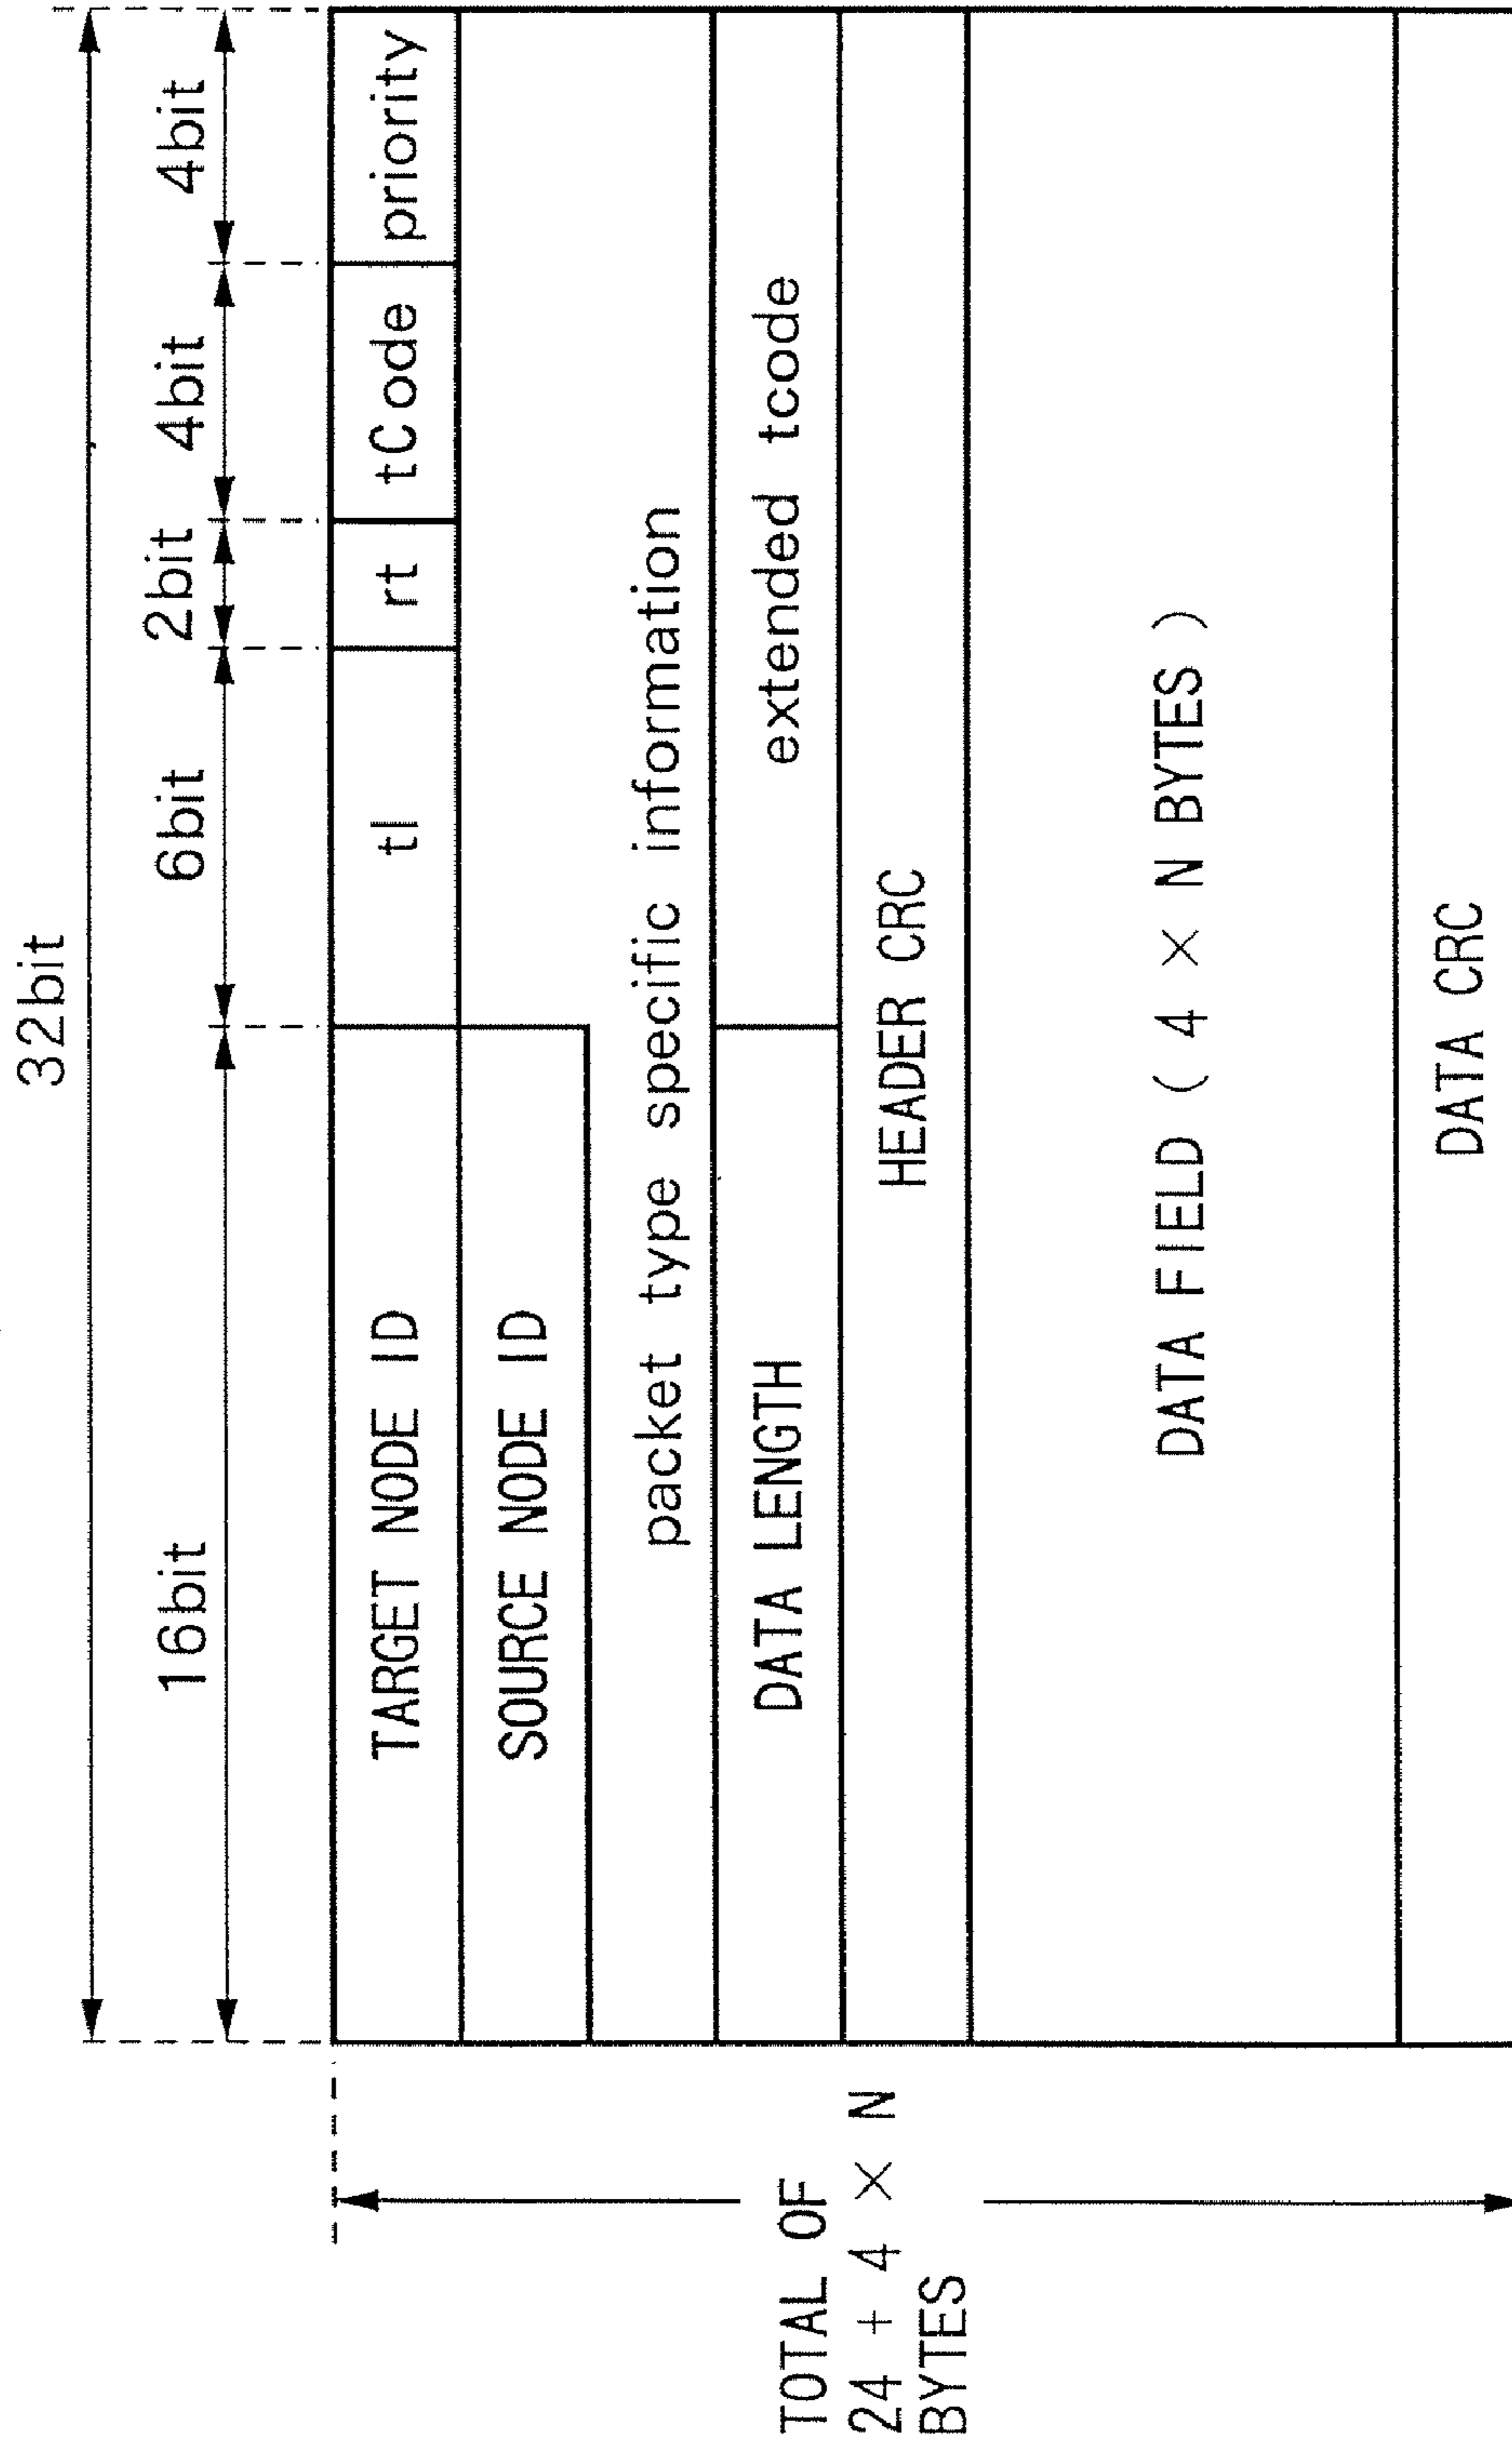 32bit
16bit 6bit 2bit 4bit 4bit
TARGET NODE ID tl rt tCode priority
SOURCE NODE ID
packet type specific information
DATA LENGTH extended tcode
HEADER CRC
DATA FIELD ( 4 × N BYTES )
DATA CRC
TOTAL OF
24 + 4 × N
BYTES